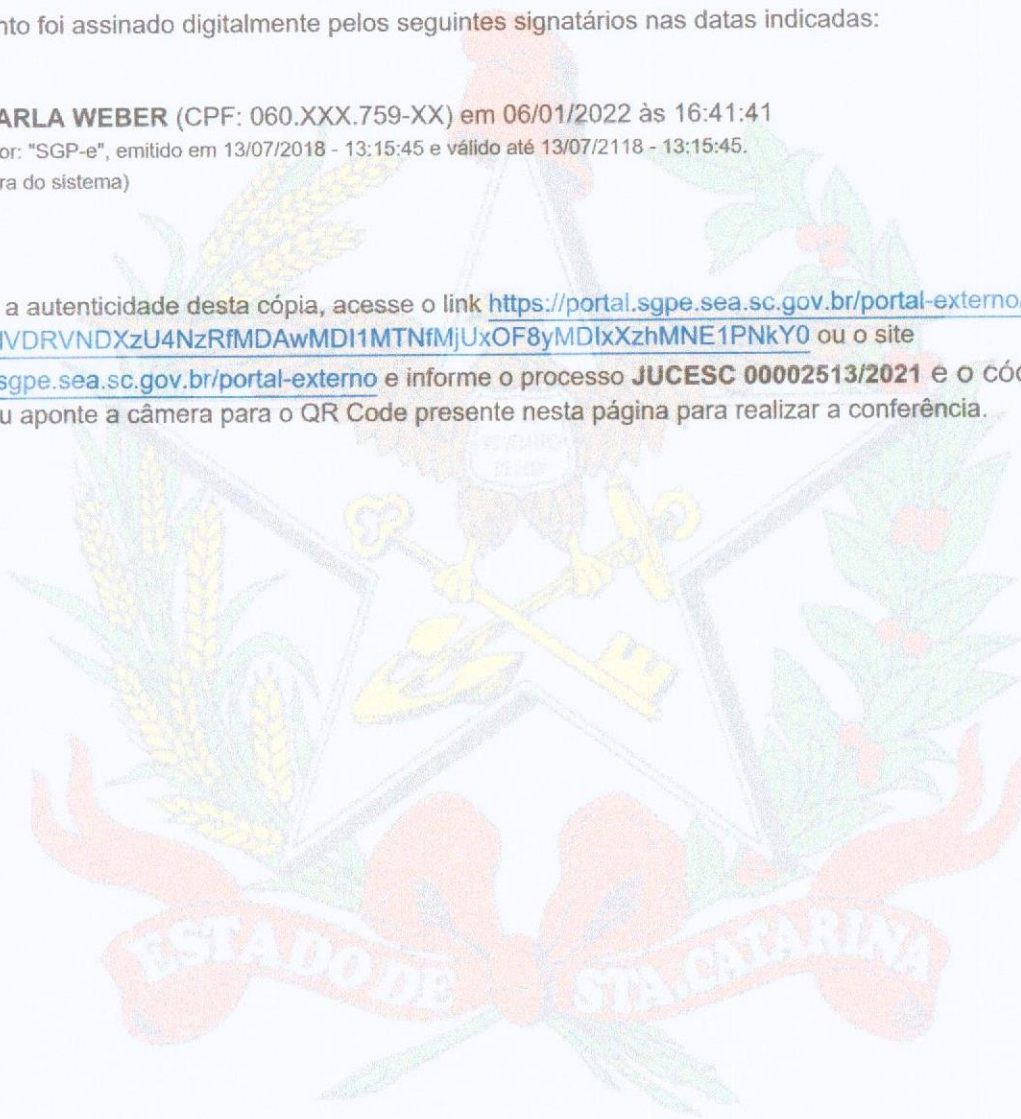 nto foi assinado digitalmente pelos seguintes signatários nas datas indicadas:
ARLA WEBER (CPF: 060.XXX.759-XX) em 06/01/2022 às 16:41:41
or: "SGP-e", emitido em 13/07/2018 - 13:15:45 e válido até 13/07/2118 - 13:15:45.
ra do sistema)
a autenticidade desta cópia, acesse o link https://portal.sgpe.sea.sc.gov.br/portal-externo/
VDRVNDXzU4NzRfMDAwMDI1MTNfMjUxOF8yMDIxXzhMNE1PNkY0 ou o site
sgpe.sea.sc.gov.br/portal-externo e informe o processo JUCESC 00002513/2021 e o cód
u aponte a câmera para o QR Code presente nesta página para realizar a conferência.
ESTADO DE STA. CATARINA